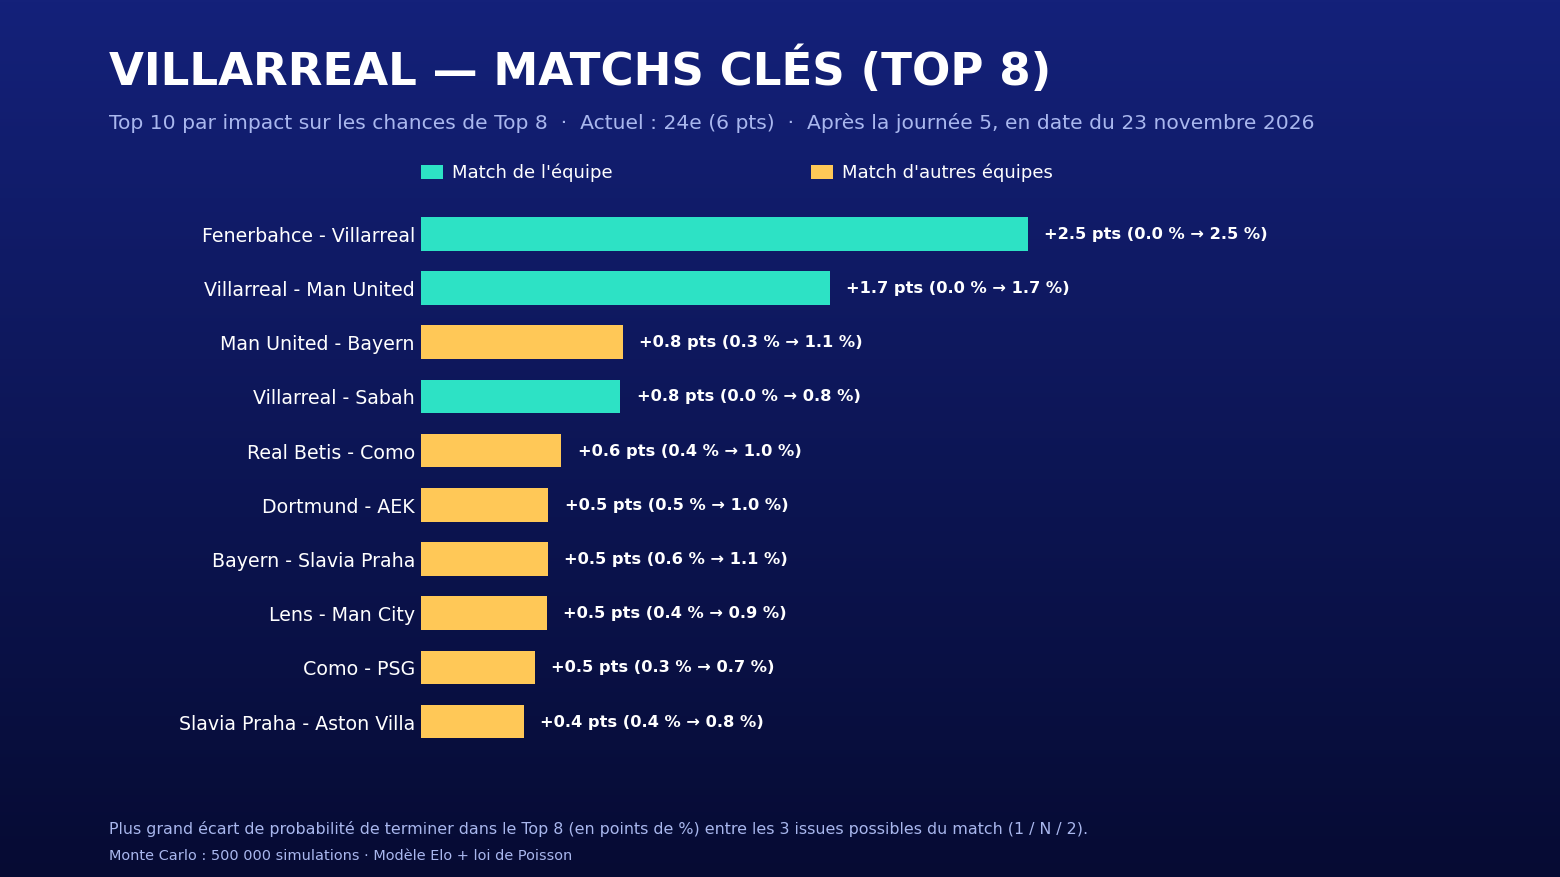 VILLARREAL — MATCHS CLÉS (TOP 8)
Top 10 par impact sur les chances de Top 8 · Actuel : 24e (6 pts) · Après la journée 5, en date du 23 novembre 2026
Match de l'équipe Match d'autres équipes
Fenerbahce - Villarreal +2.5 pts (0.0 % → 2.5 %)
Villarreal - Man United +1.7 pts (0.0 % → 1.7 %)
Man United - Bayern +0.8 pts (0.3 % → 1.1 %)
Villarreal - Sabah +0.8 pts (0.0 % → 0.8 %)
Real Betis - Como +0.6 pts (0.4 % → 1.0 %)
Dortmund - AEK +0.5 pts (0.5 % → 1.0 %)
Bayern - Slavia Praha +0.5 pts (0.6 % → 1.1 %)
Lens - Man City +0.5 pts (0.4 % → 0.9 %)
Como - PSG +0.5 pts (0.3 % → 0.7 %)
Slavia Praha - Aston Villa +0.4 pts (0.4 % → 0.8 %)
Plus grand écart de probabilité de terminer dans le Top 8 (en points de %) entre les 3 issues possibles du match (1 / N / 2).
Monte Carlo : 500 000 simulations · Modèle Elo + loi de Poisson